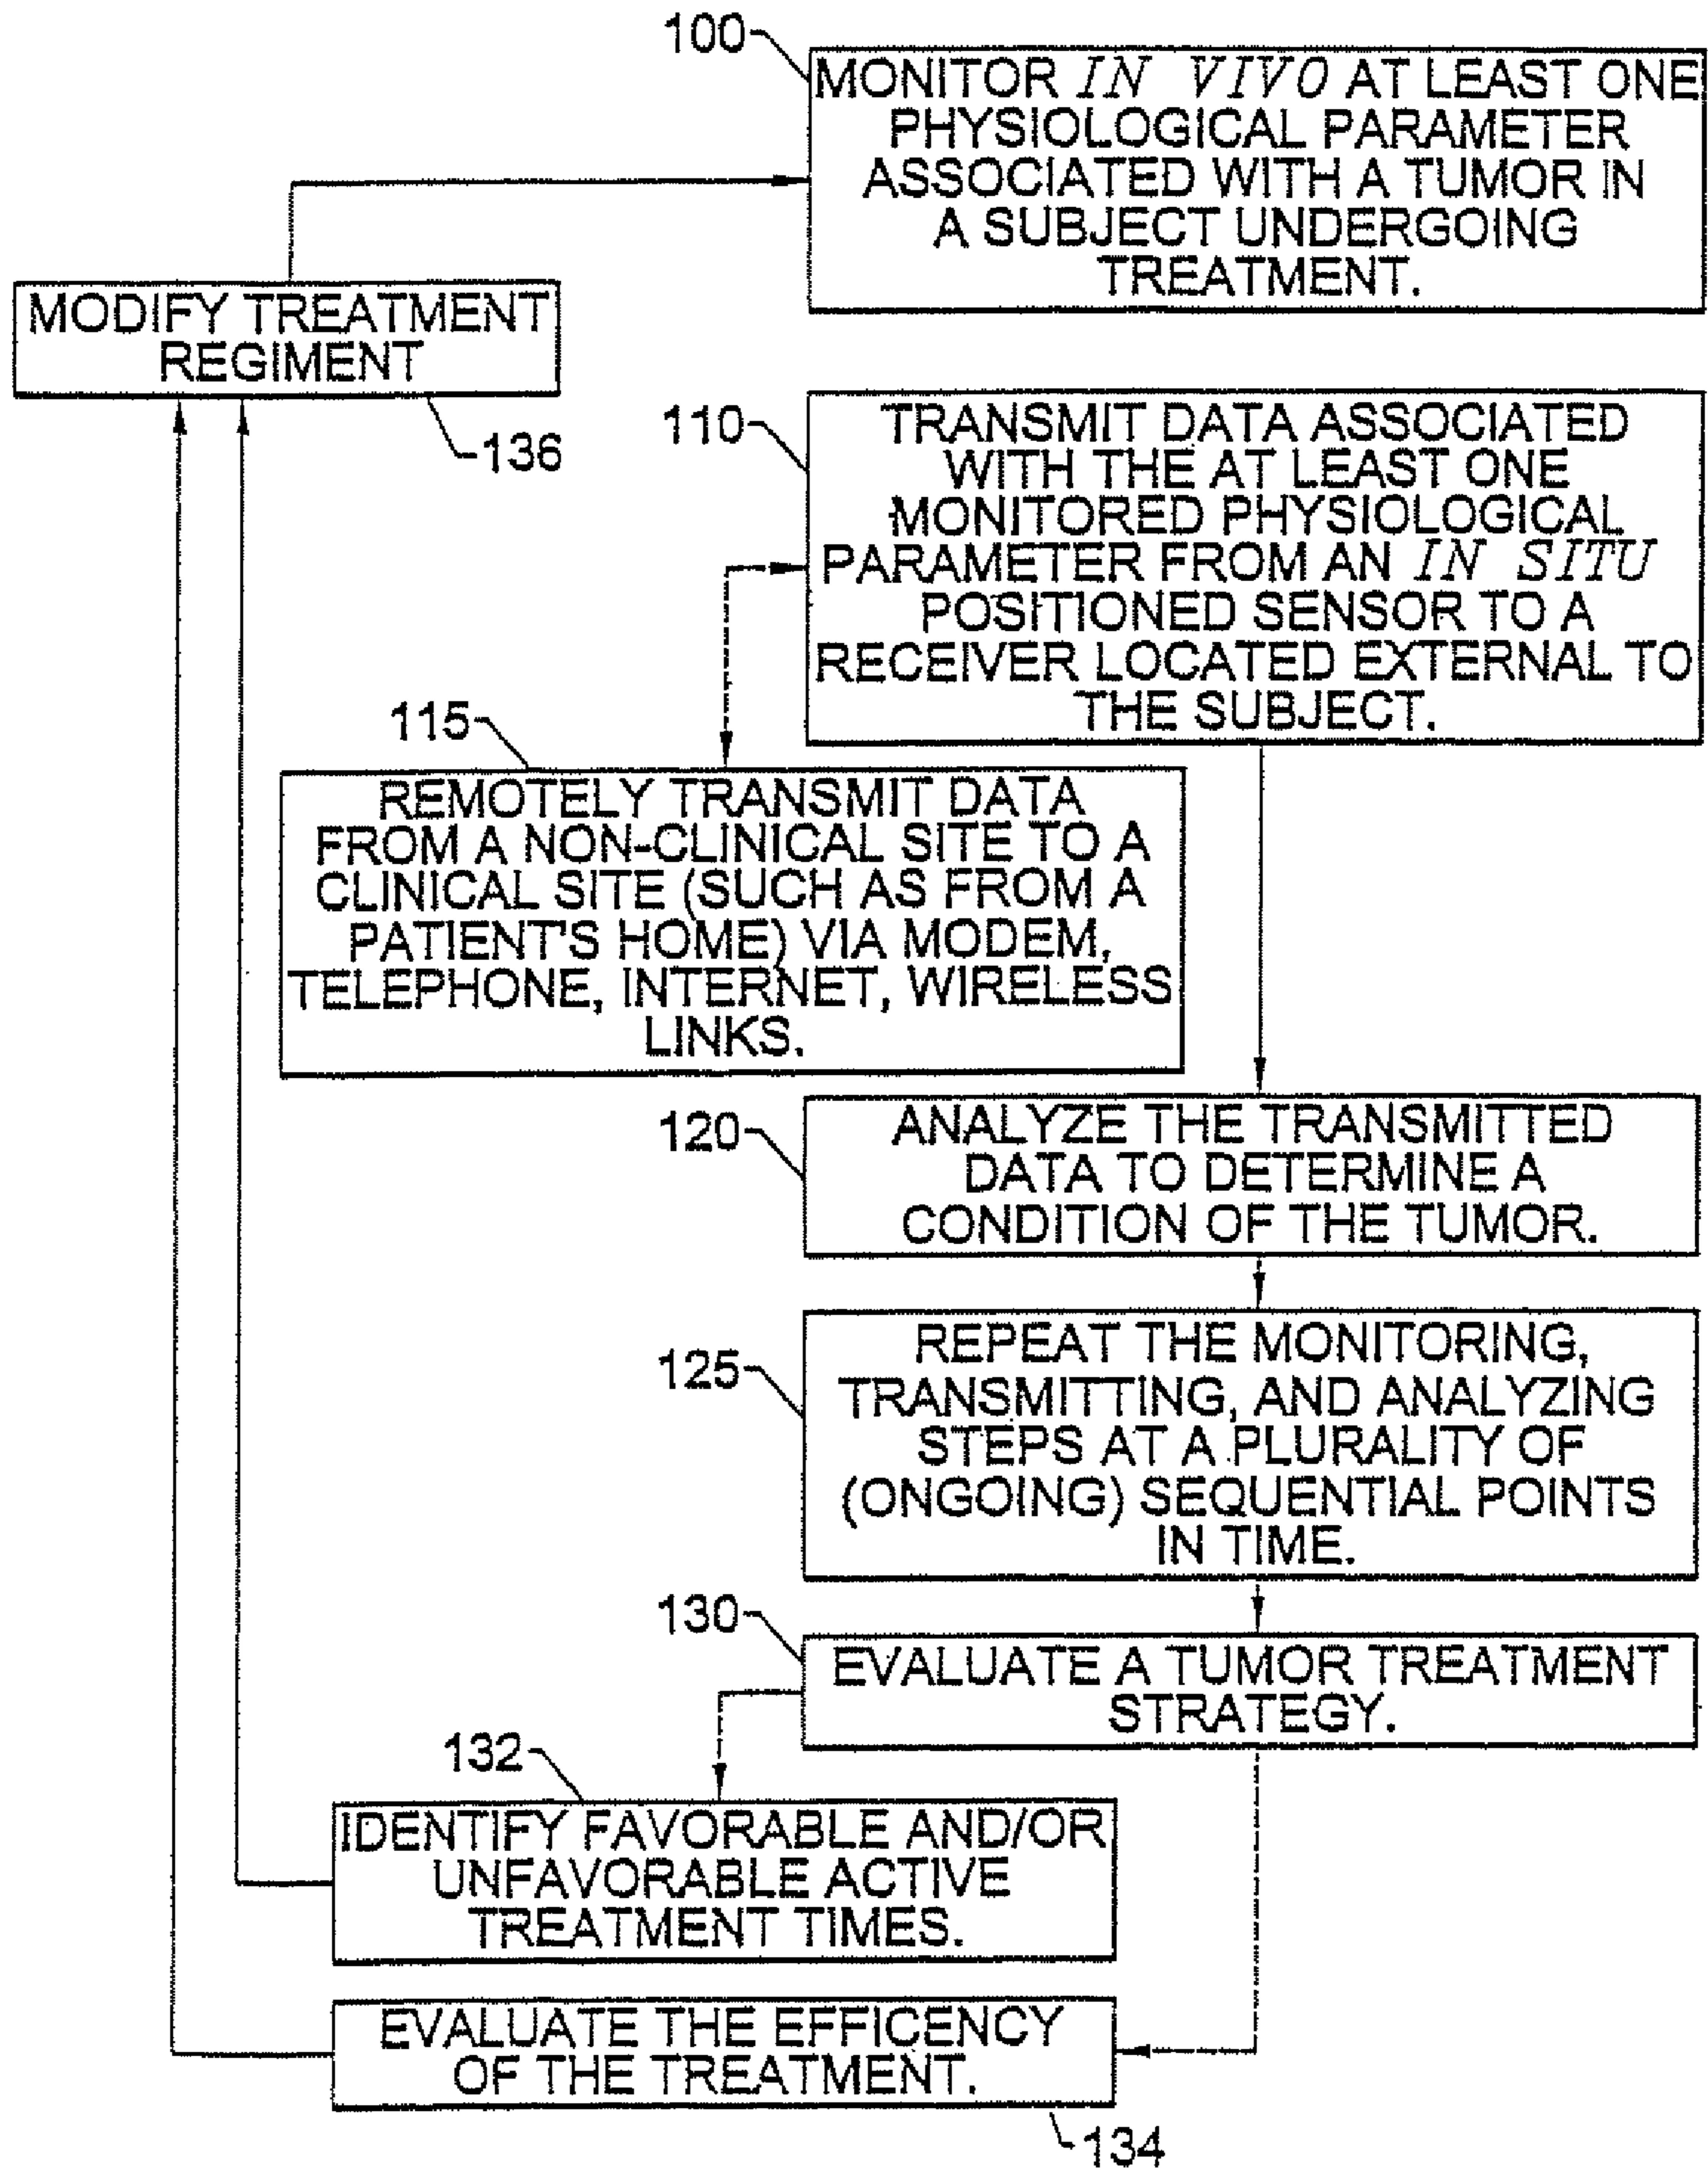 100
MONITOR IN VIVO AT LEAST ONE
PHYSIOLOGICAL PARAMETER
ASSOCIATED WITH A TUMOR IN
A SUBJECT UNDERGOING
TREATMENT.
MODIFY TREATMENT
REGIMENT
136
110
TRANSMIT DATA ASSOCIATED
WITH THE AT LEAST ONE
MONITORED PHYSIOLOGICAL
PARAMETER FROM AN IN SITU
POSITIONED SENSOR TO A
RECEIVER LOCATED EXTERNAL TO
THE SUBJECT.
115
REMOTELY TRANSMIT DATA
FROM A NON-CLINICAL SITE TO A
CLINICAL SITE (SUCH AS FROM A
PATIENT'S HOME) VIA MODEM,
TELEPHONE, INTERNET, WIRELESS
LINKS.
120
ANALYZE THE TRANSMITTED
DATA TO DETERMINE A
CONDITION OF THE TUMOR.
125
REPEAT THE MONITORING,
TRANSMITTING, AND ANALYZING
STEPS AT A PLURALITY OF
(ONGOING) SEQUENTIAL POINTS
IN TIME.
130
EVALUATE A TUMOR TREATMENT
STRATEGY.
132
IDENTIFY FAVORABLE AND/OR
UNFAVORABLE ACTIVE
TREATMENT TIMES.
EVALUATE THE EFFICENCY
OF THE TREATMENT.
134